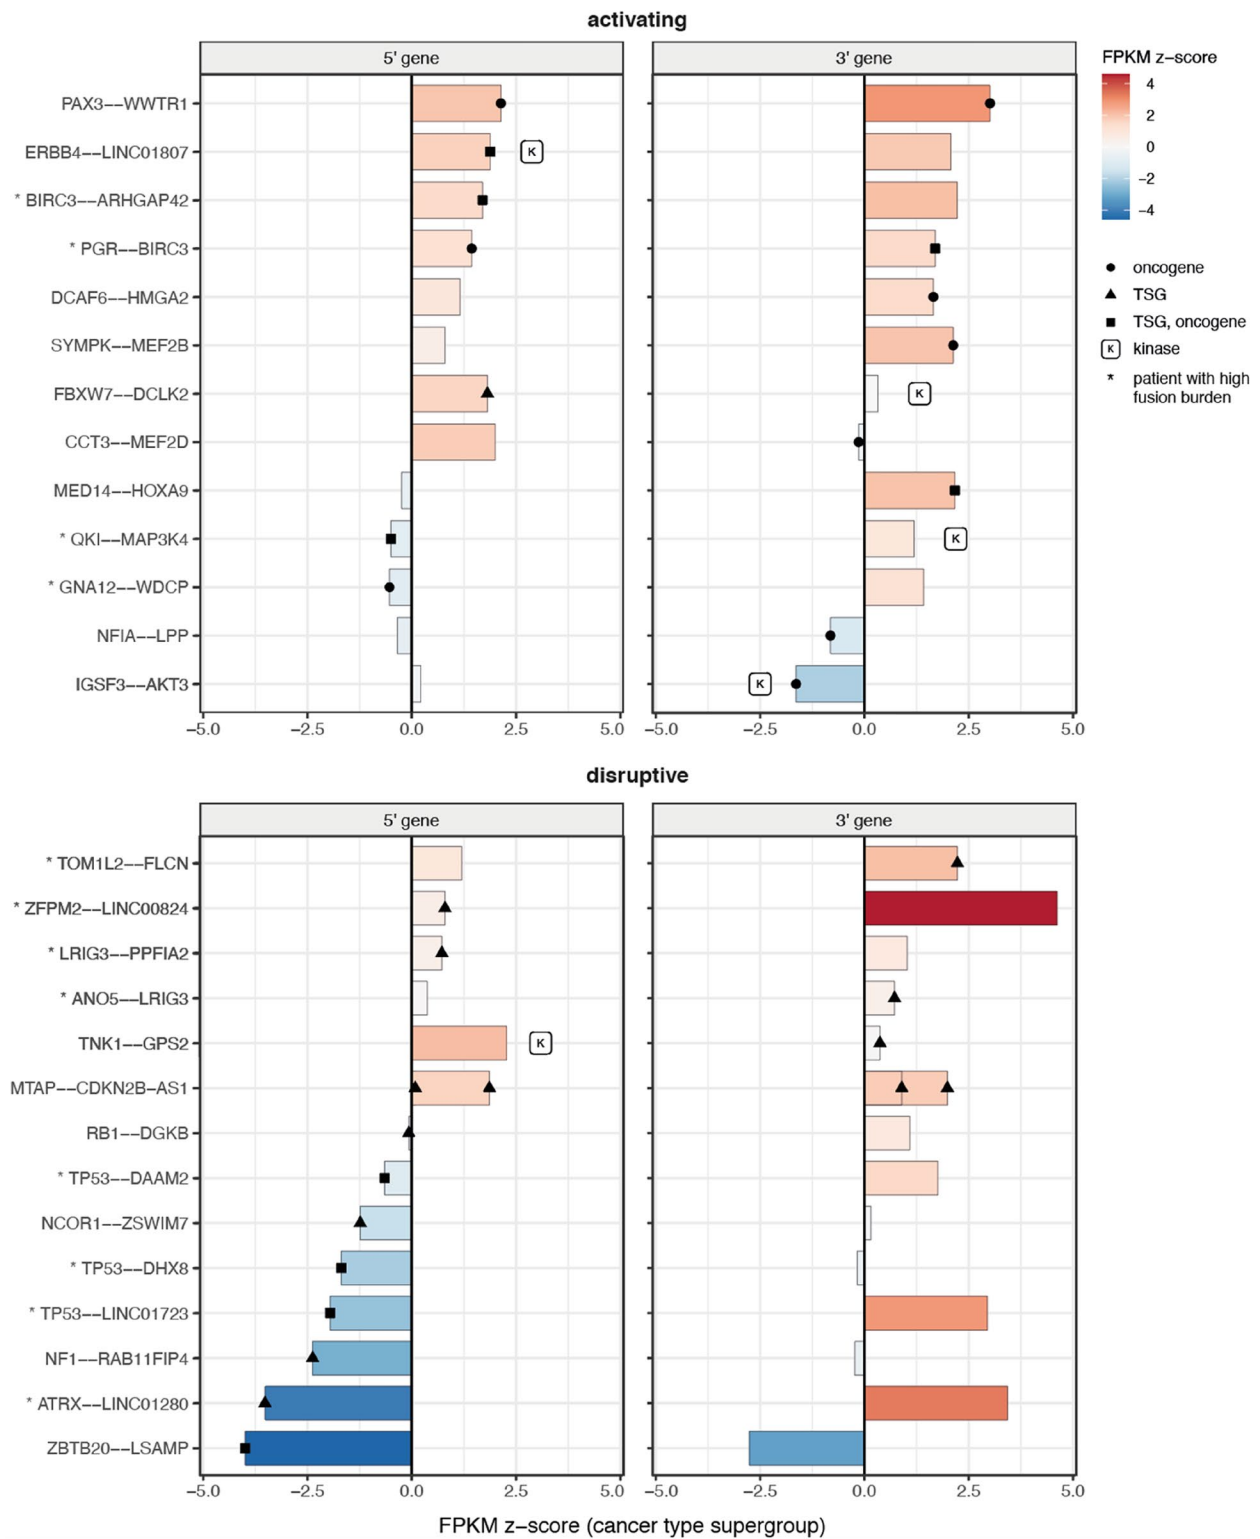 activating
5' gene
3' gene
PAX3--WWTR1
ERBB4--LINC01807
K
* BIRC3--ARHGAP42
* PGR--BIRC3
DCAF6--HMGA2
SYMPK--MEF2B
FBXW7--DCLK2
K
CCT3--MEF2D
MED14--HOXA9
* QKI--MAP3K4
K
* GNA12--WDCP
NFIA--LPP
IGSF3--AKT3
K
−5.0 −2.5 0.0 2.5 5.0
−5.0 −2.5 0.0 2.5 5.0
FPKM z-score
4
2
0
−2
−4
oncogene
TSG
TSG, oncogene
K kinase
* patient with high
fusion burden
disruptive
5' gene
3' gene
* TOM1L2--FLCN
* ZFPM2--LINC00824
* LRIG3--PPFIA2
* ANO5--LRIG3
TNK1--GPS2
K
MTAP--CDKN2B-AS1
RB1--DGKB
* TP53--DAAM2
NCOR1--ZSWIM7
* TP53--DHX8
* TP53--LINC01723
NF1--RAB11FIP4
* ATRX--LINC01280
ZBTB20--LSAMP
−5.0 −2.5 0.0 2.5 5.0
−5.0 −2.5 0.0 2.5 5.0
FPKM z-score (cancer type supergroup)